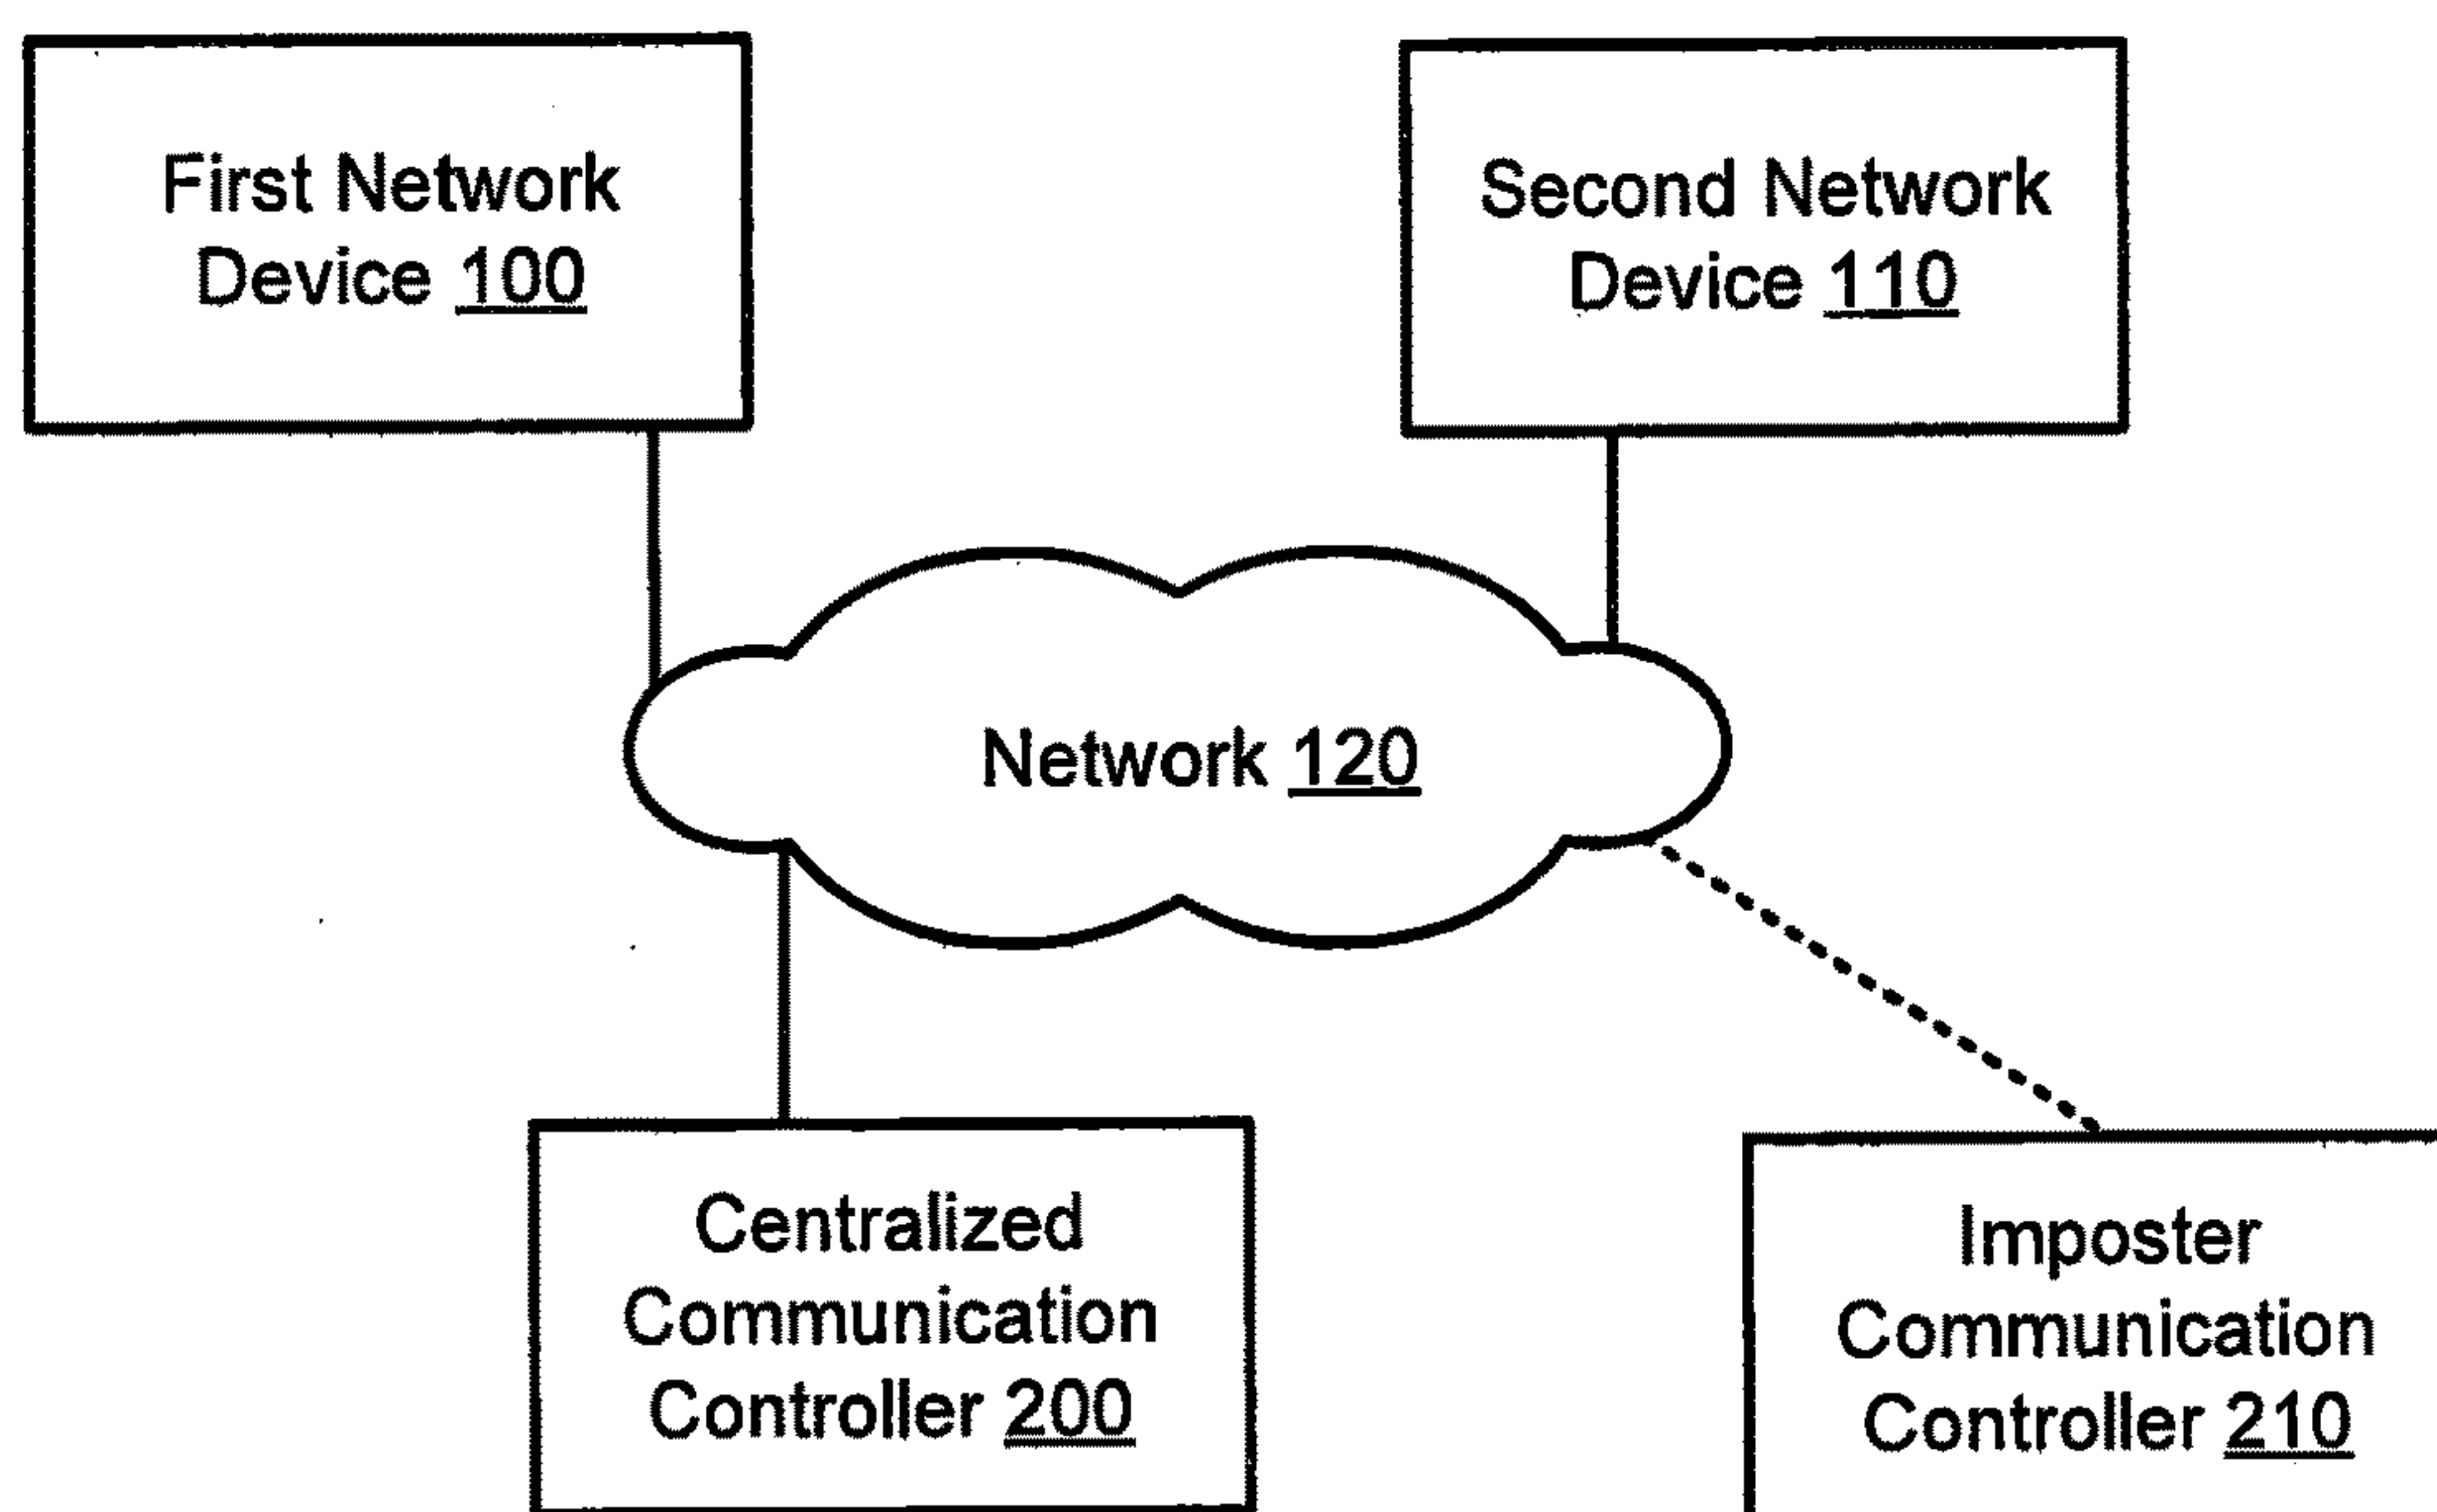 First Network
Device 100
Second Network
Device 110
Network 120
Centralized
Communication
Controller 200
Imposter
Communication
Controller 210